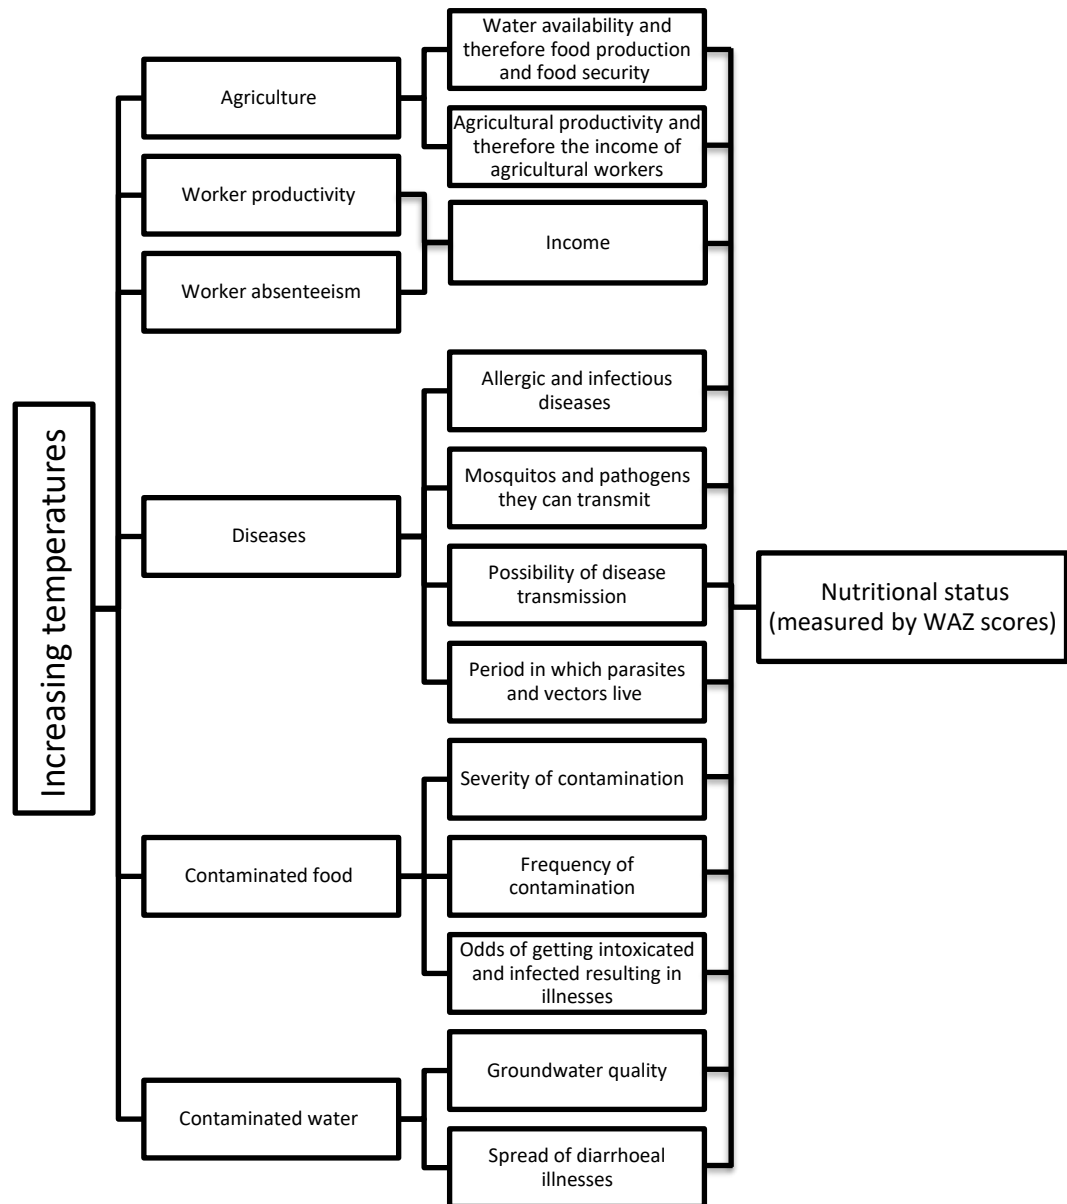 Increasing temperatures
Agriculture
Worker productivity
Worker absenteeism
Diseases
Contaminated food
Contaminated water
Water availability and
therefore food production
and food security
Agricultural productivity and
therefore the income of
agricultural workers
Income
Allergic and infectious
diseases
Mosquitos and pathogens
they can transmit
Possibility of disease
transmission
Period in which parasites
and vectors live
Severity of contamination
Frequency of
contamination
Odds of getting intoxicated
and infected resulting in
illnesses
Groundwater quality
Spread of diarrhoeal
illnesses
Nutritional status
(measured by WAZ scores)